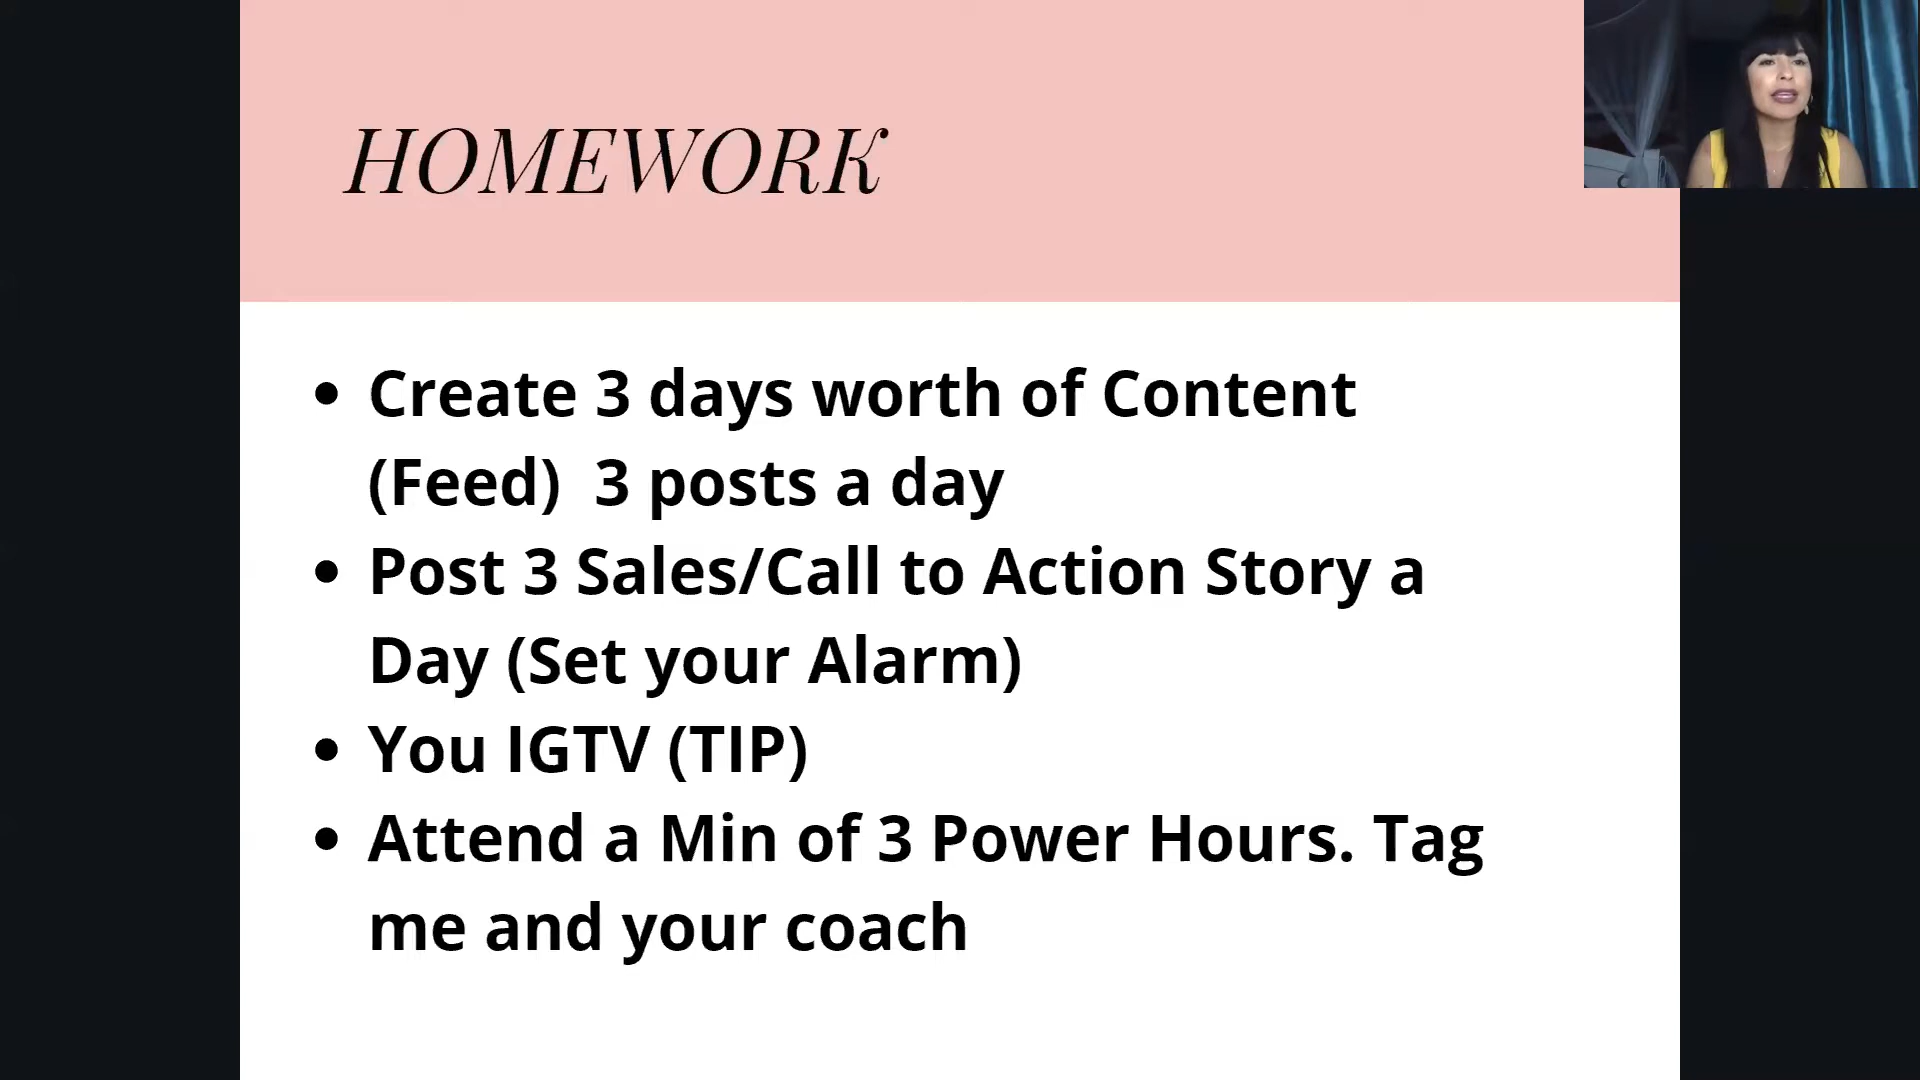 HOMEWORK
• Create 3 days worth of Content
(Feed)  3 posts a day
• Post 3 Sales/Call to Action Story a
Day (Set your Alarm)
• You IGTV (TIP)
• Attend a Min of 3 Power Hours. Tag
me and your coach